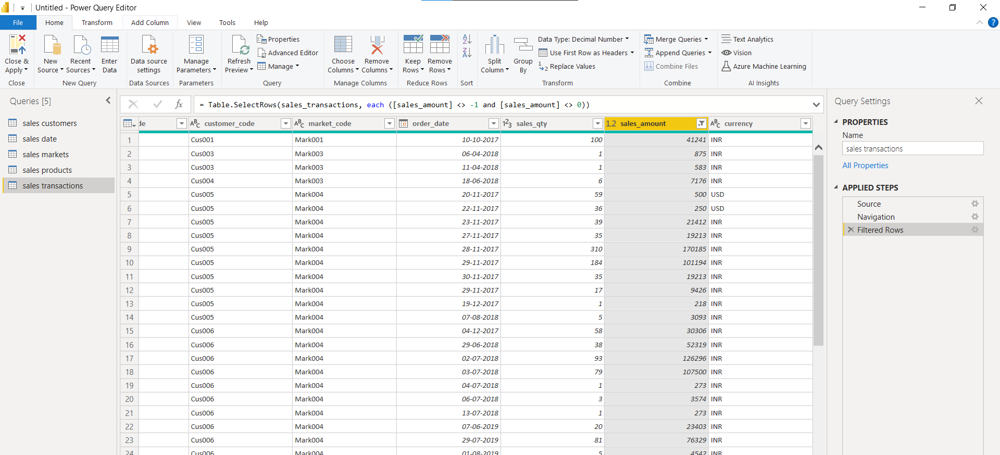 Untitled - Power Query Editor
File Home Transform Add Column View Tools Help
Close & Apply
Close
New Source
Recent Sources
Enter Data
New Query
Data source settings
Data Sources
Manage Parameters
Parameters
Refresh Preview
Properties
Advanced Editor
Manage
Query
Choose Columns
Remove Columns
Manage Columns
Keep Rows
Remove Rows
Reduce Rows
Sort
Split Column
Group By
Data Type: Decimal Number
Use First Row as Headers
Replace Values
Transform
Merge Queries
Append Queries
Combine Files
Combine
Text Analytics
Vision
Azure Machine Learning
AI Insights
Queries [5]
sales customers
sales date
sales markets
sales products
sales transactions
fx = Table.SelectRows(sales_transactions, each ([sales_amount] <> -1 and [sales_amount] <> 0))
de ABC customer_code ABC market_code order_date 123 sales_qty 1.2 sales_amount ABC currency
1 Cus001 Mark001 10-10-2017 100 41241 INR
2 Cus003 Mark003 06-04-2018 1 875 INR
3 Cus003 Mark003 11-04-2018 1 583 INR
4 Cus004 Mark003 18-06-2018 6 7176 INR
5 Cus005 Mark004 20-11-2017 59 500 USD
6 Cus005 Mark004 22-11-2017 36 250 USD
7 Cus005 Mark004 23-11-2017 39 21412 INR
8 Cus005 Mark004 27-11-2017 35 19213 INR
9 Cus005 Mark004 28-11-2017 310 170185 INR
10 Cus005 Mark004 29-11-2017 184 101194 INR
11 Cus005 Mark004 30-11-2017 35 19213 INR
12 Cus005 Mark004 29-11-2017 17 9426 INR
13 Cus005 Mark004 19-12-2017 1 218 INR
14 Cus005 Mark004 07-08-2018 5 3093 INR
15 Cus006 Mark004 04-12-2017 58 30306 INR
16 Cus006 Mark004 29-06-2018 38 52319 INR
17 Cus006 Mark004 02-07-2018 93 126296 INR
18 Cus006 Mark004 03-07-2018 79 107500 INR
19 Cus006 Mark004 04-07-2018 1 273 INR
20 Cus006 Mark004 06-07-2018 3 3574 INR
21 Cus006 Mark004 13-07-2018 1 273 INR
22 Cus006 Mark004 07-06-2019 20 23403 INR
23 Cus006 Mark004 29-07-2019 81 76329 INR
24 Cus006 Mark004 01-08-2019 5 4542 INR
Query Settings
PROPERTIES
Name
sales transactions
All Properties
APPLIED STEPS
Source
Navigation
Filtered Rows